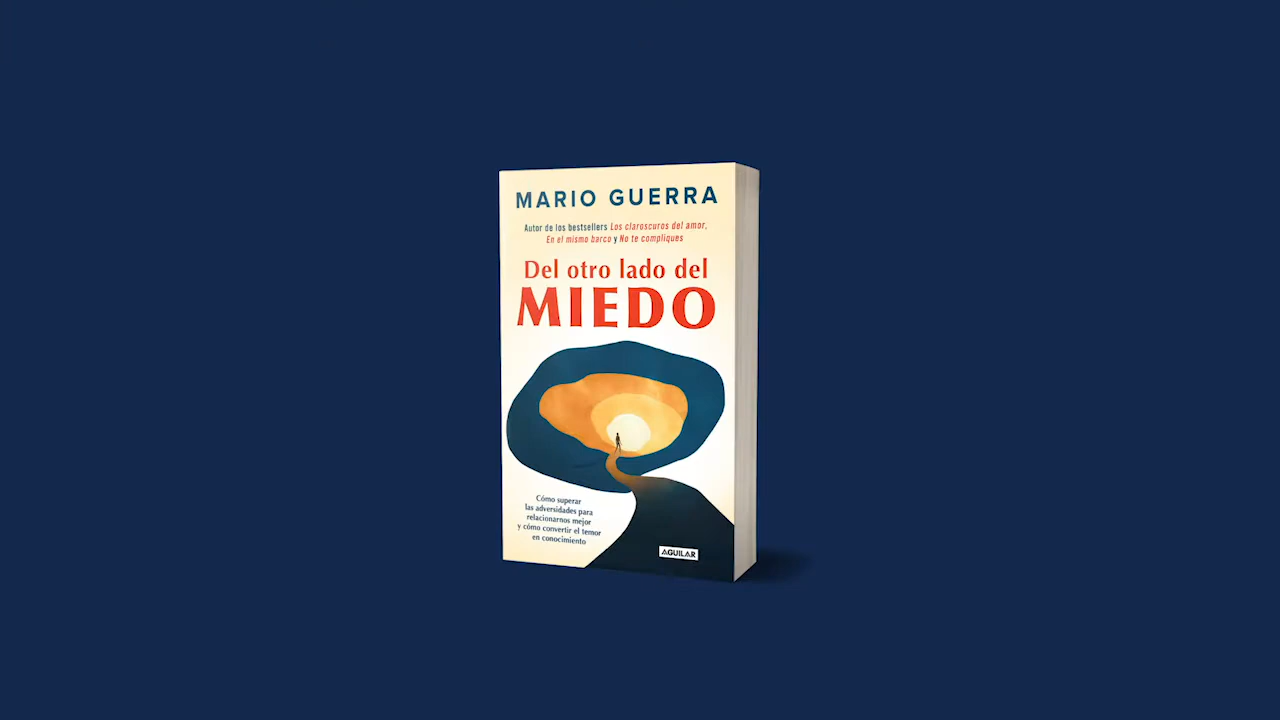 MARIO GUERRA
Autor de los bestsellers Los claroscuros del amor,
En el mismo barco y No te compliques
Del otro lado del
MIEDO
Cómo superar
las adversidades para
relacionarnos mejor
y cómo convertir el temor
en conocimiento
AGUILAR